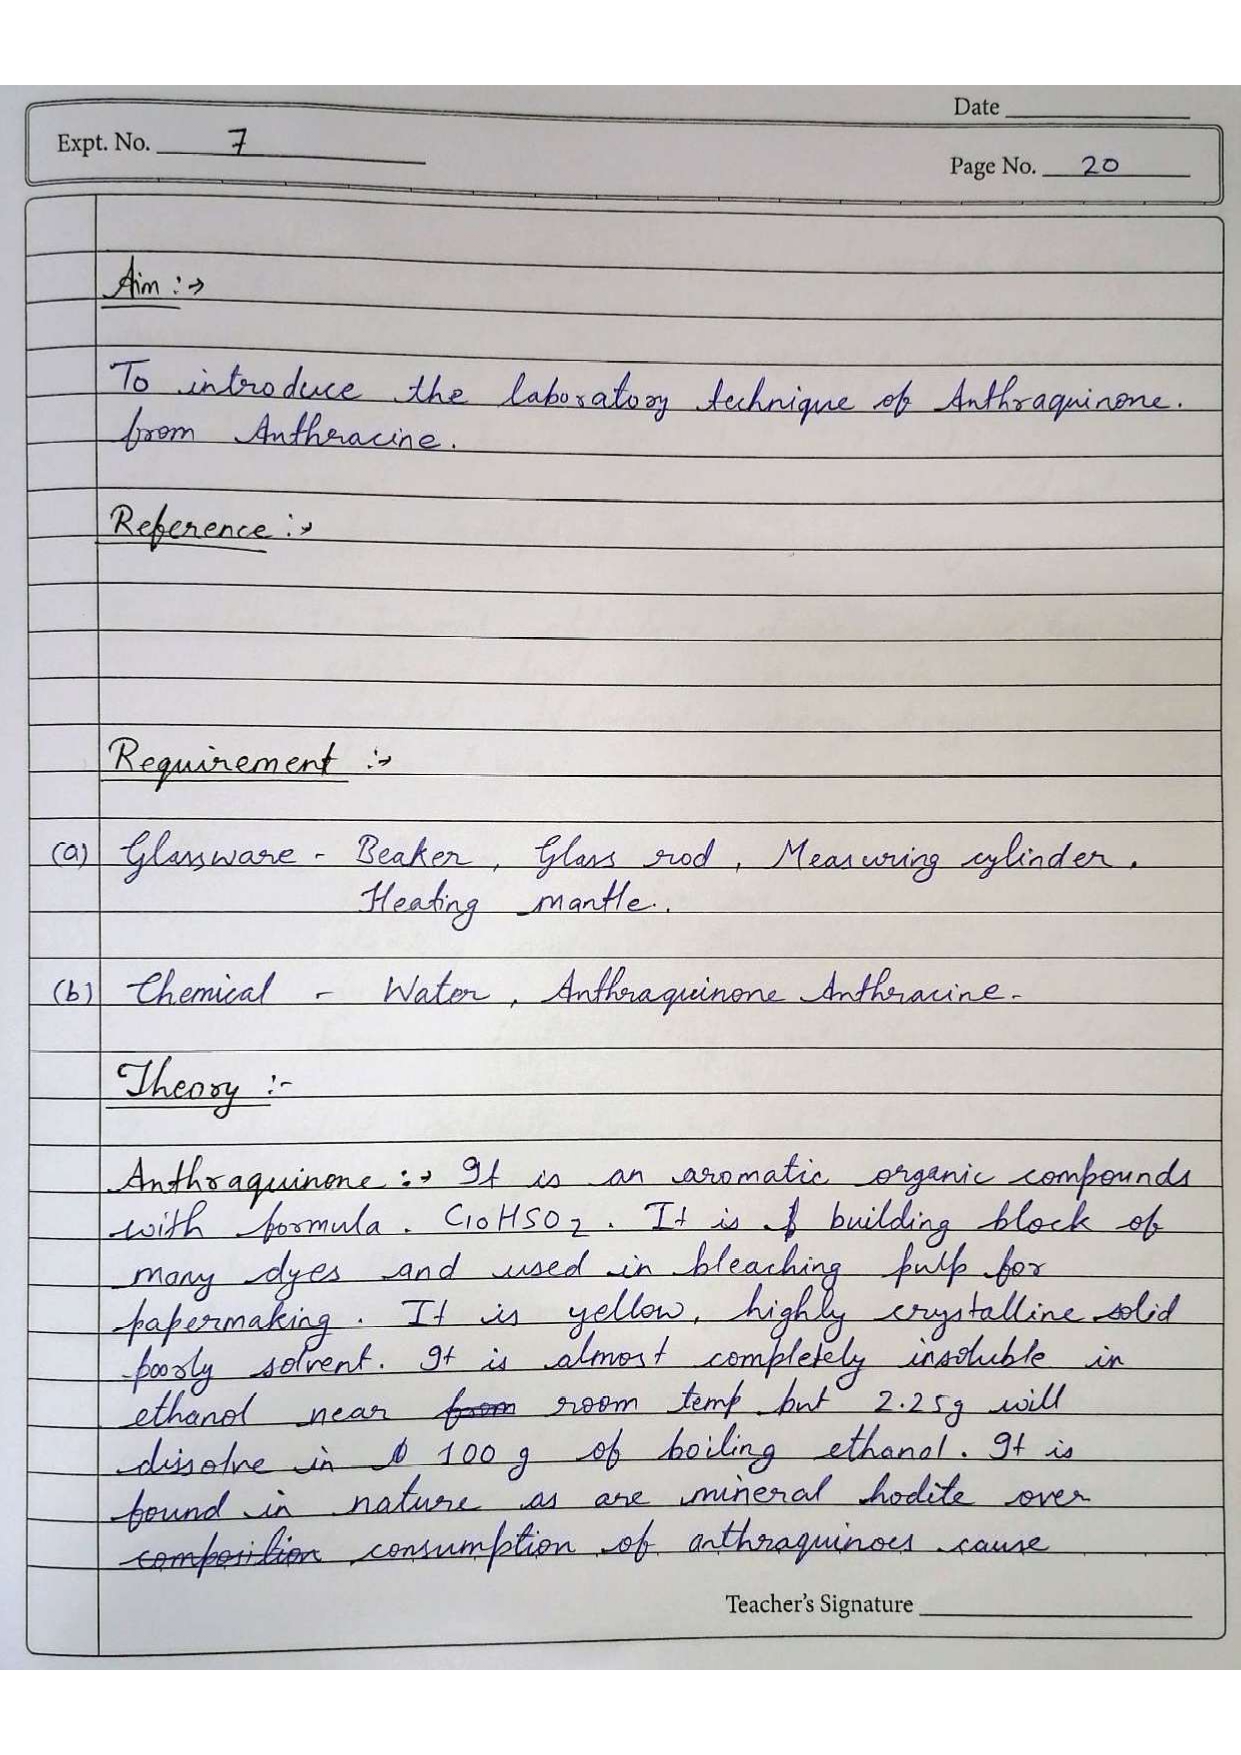 Date
Expt. No. 7
Page No. 20
Aim :→
To introduce the laboratory technique of Anthraquinone.
from Anthracine.
Reference :→
Requirement :→
(a) Glassware - Beaker, Glass rod, Measuring cylinder.
Heating mantle..
(b) Chemical - Water, Anthraquinone Anthracine.
Theory :-
Anthraquinone :→ It is an aromatic organic compounds
with formula. C10HSO2. It is building block of
many dyes and used in bleaching pulp for
papermaking. It is yellow, highly crystalline solid
poorly solvent. It is almost completely insoluble in
ethanol near from room temp but 2.25g will
dissolve in 100 g of boiling ethanol. It is
found in nature as are mineral hodite over
composition consumption of anthraquinoes cause
Teacher's Signature